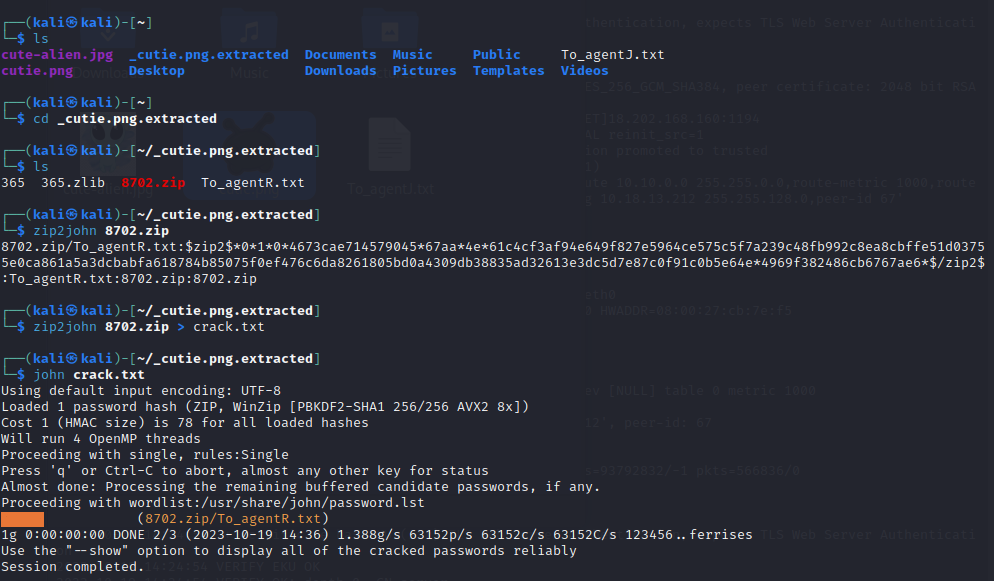 ┌──(kali㉿kali)-[~]
└─$ ls
cute-alien.jpg  _cutie.png.extracted  Documents  Music     Public     To_agentJ.txt
cutie.png       Desktop               Downloads  Pictures  Templates  Videos
┌──(kali㉿kali)-[~]
└─$ cd _cutie.png.extracted
┌──(kali㉿kali)-[~/_cutie.png.extracted]
└─$ ls
365  365.zlib  8702.zip  To_agentR.txt
┌──(kali㉿kali)-[~/_cutie.png.extracted]
└─$ zip2john 8702.zip
8702.zip/To_agentR.txt:$zip2$*0*1*0*4673cae714579045*67aa*4e*61c4cf3af94e649f827e5964ce575c5f7a239c48fb992c8ea8cbffe51d0375
5e0ca861a5a3dcbabfa618784b85075f0ef476c6da8261805bd0a4309db38835ad32613e3dc5d7e87c0f91c0b5e64e*4969f382486cb6767ae6*$/zip2$
:To_agentR.txt:8702.zip:8702.zip
┌──(kali㉿kali)-[~/_cutie.png.extracted]
└─$ zip2john 8702.zip > crack.txt
┌──(kali㉿kali)-[~/_cutie.png.extracted]
└─$ john crack.txt
Using default input encoding: UTF-8
Loaded 1 password hash (ZIP, WinZip [PBKDF2-SHA1 256/256 AVX2 8x])
Cost 1 (HMAC size) is 78 for all loaded hashes
Will run 4 OpenMP threads
Proceeding with single, rules:Single
Press 'q' or Ctrl-C to abort, almost any other key for status
Almost done: Processing the remaining buffered candidate passwords, if any.
Proceeding with wordlist:/usr/share/john/password.lst
(8702.zip/To_agentR.txt)
1g 0:00:00:00 DONE 2/3 (2023-10-19 14:36) 1.388g/s 63152p/s 63152c/s 63152C/s 123456..ferrises
Use the "--show" option to display all of the cracked passwords reliably
Session completed.